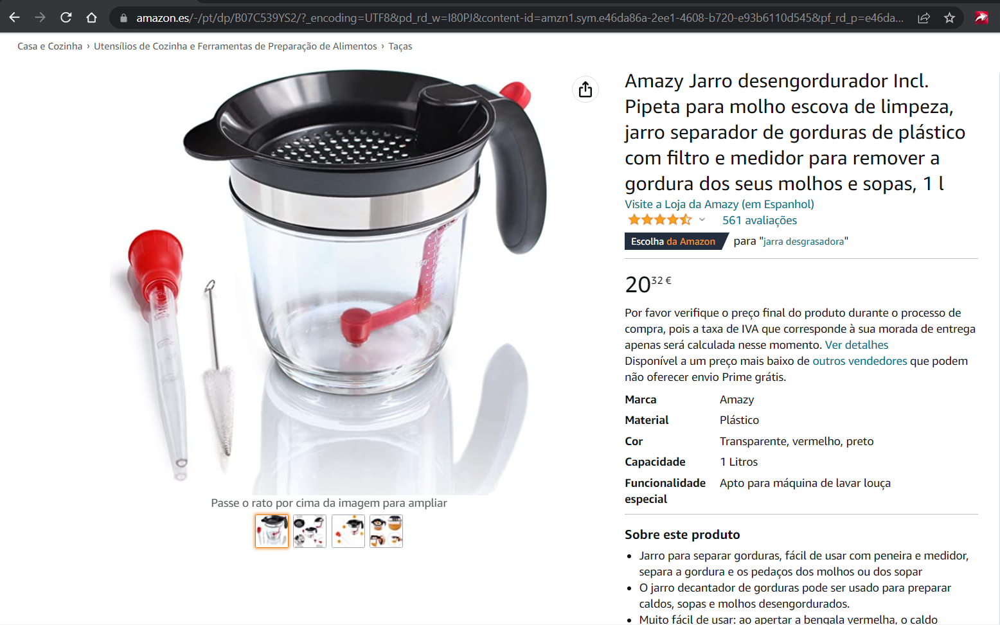 amazon.es/-/pt/dp/B07C539YS2/?_encoding=UTF8&pd_rd_w=I80PJ&content-id=amzn1.sym.e46da86a-2ee1-4608-b720-e93b6110d545&pf_rd_p=e46da...
Casa e Cozinha › Utensílios de Cozinha e Ferramentas de Preparação de Alimentos › Taças
Amazy Jarro desengordurador Incl.
Pipeta para molho escova de limpeza,
jarro separador de gorduras de plástico
com filtro e medidor para remover a
gordura dos seus molhos e sopas, 1 l
Visite a Loja da Amazy (em Espanhol)
561 avaliações
Escolha da Amazon para "jarra desgrasadora"
20 32 €
Por favor verifique o preço final do produto durante o processo de
compra, pois a taxa de IVA que corresponde à sua morada de entrega
apenas será calculada nesse momento. Ver detalhes
Disponível a um preço mais baixo de outros vendedores que podem
não oferecer envio Prime grátis.
Marca Amazy
Material Plástico
Cor Transparente, vermelho, preto
Capacidade 1 Litros
Funcionalidade especial Apto para máquina de lavar louça
Passe o rato por cima da imagem para ampliar
Sobre este produto
• Jarro para separar gorduras, fácil de usar com peneira e medidor,
separa a gordura e os pedaços dos molhos ou dos sopar
• O jarro decantador de gorduras pode ser usado para preparar
caldos, sopas e molhos desengordurados.
• Muito fácil de usar: ao apertar a bengala vermelha, o caldo